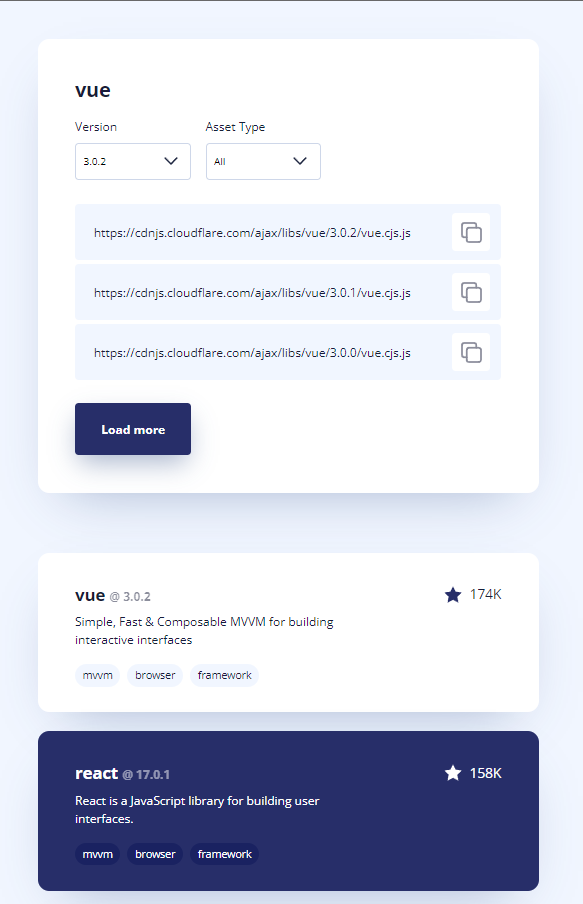 vue
Version
Asset Type
3.0.2
All
https://cdnjs.cloudflare.com/ajax/libs/vue/3.0.2/vue.cjs.js
https://cdnjs.cloudflare.com/ajax/libs/vue/3.0.1/vue.cjs.js
https://cdnjs.cloudflare.com/ajax/libs/vue/3.0.0/vue.cjs.js
Load more
vue @ 3.0.2
174K
Simple, Fast & Composable MVVM for building
interactive interfaces
mvvm browser framework
react @ 17.0.1
158K
React is a JavaScript library for building user
interfaces.
mvvm browser framework